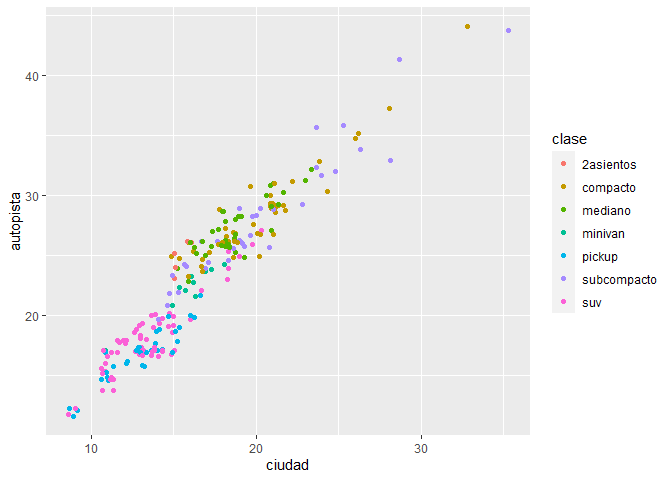 autopista
40
30
20
10
20
30
ciudad
clase
2asientos
compacto
mediano
minivan
pickup
subcompacto
suv